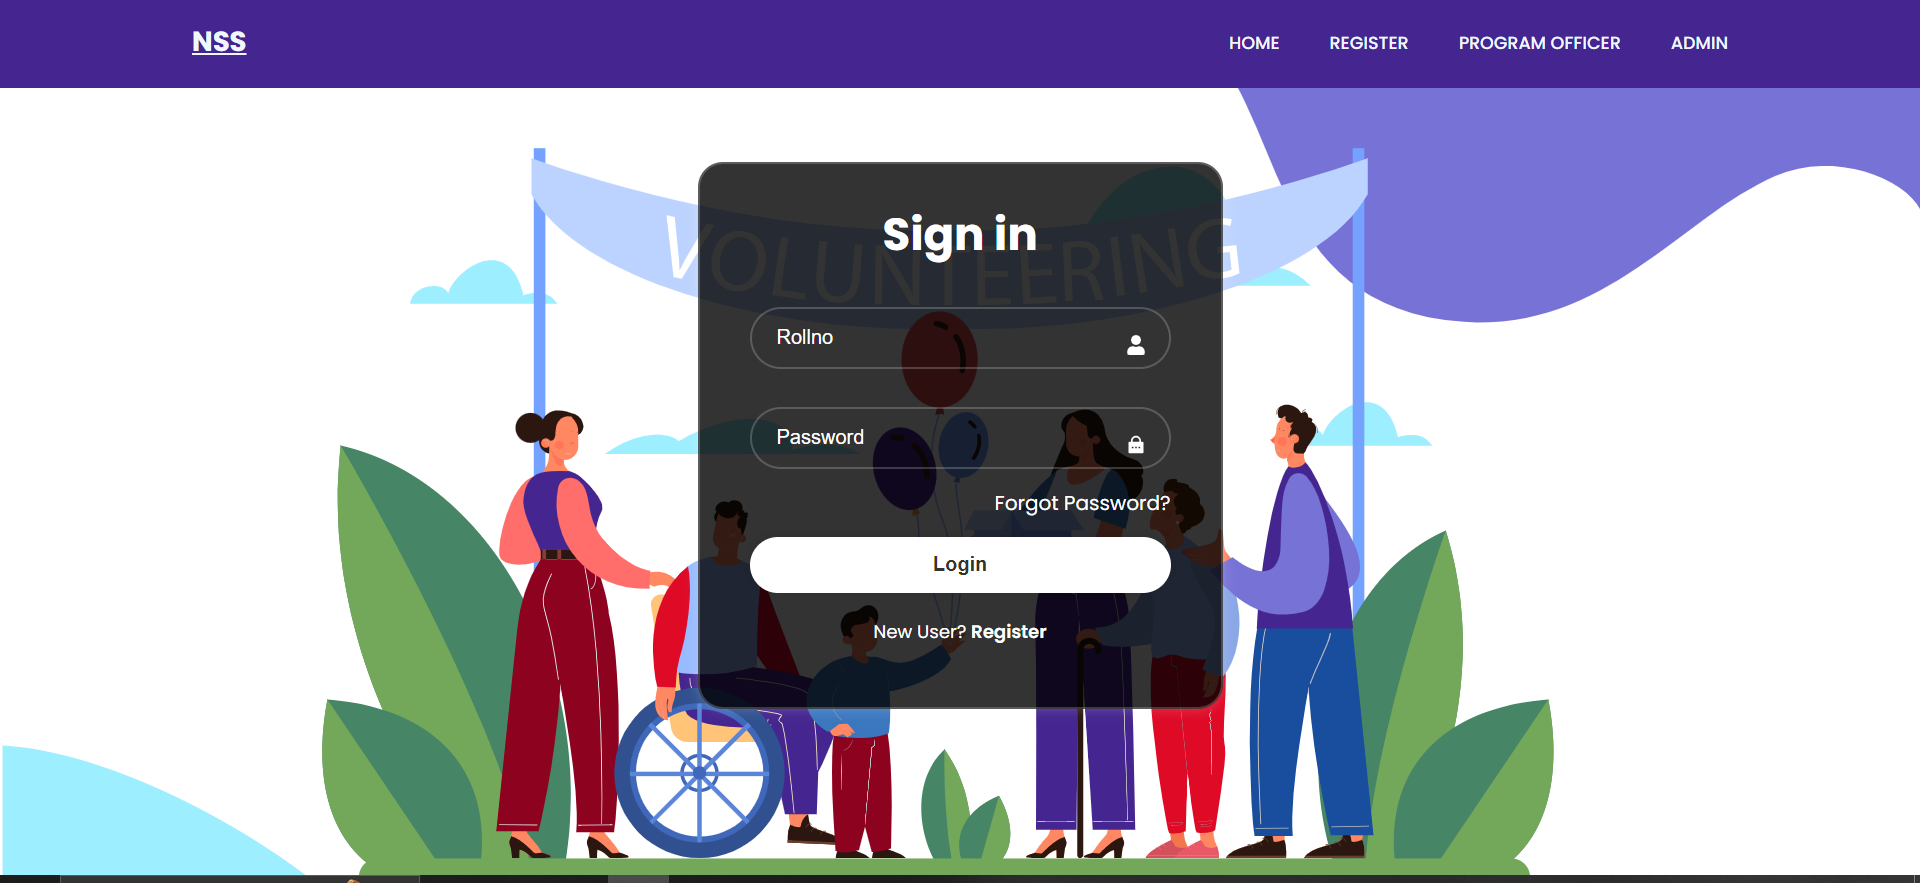 NSS
HOME REGISTER PROGRAM OFFICER ADMIN
VOLUNTEERING
Sign in
Rollno
Password
Forgot Password?
Login
New User? Register